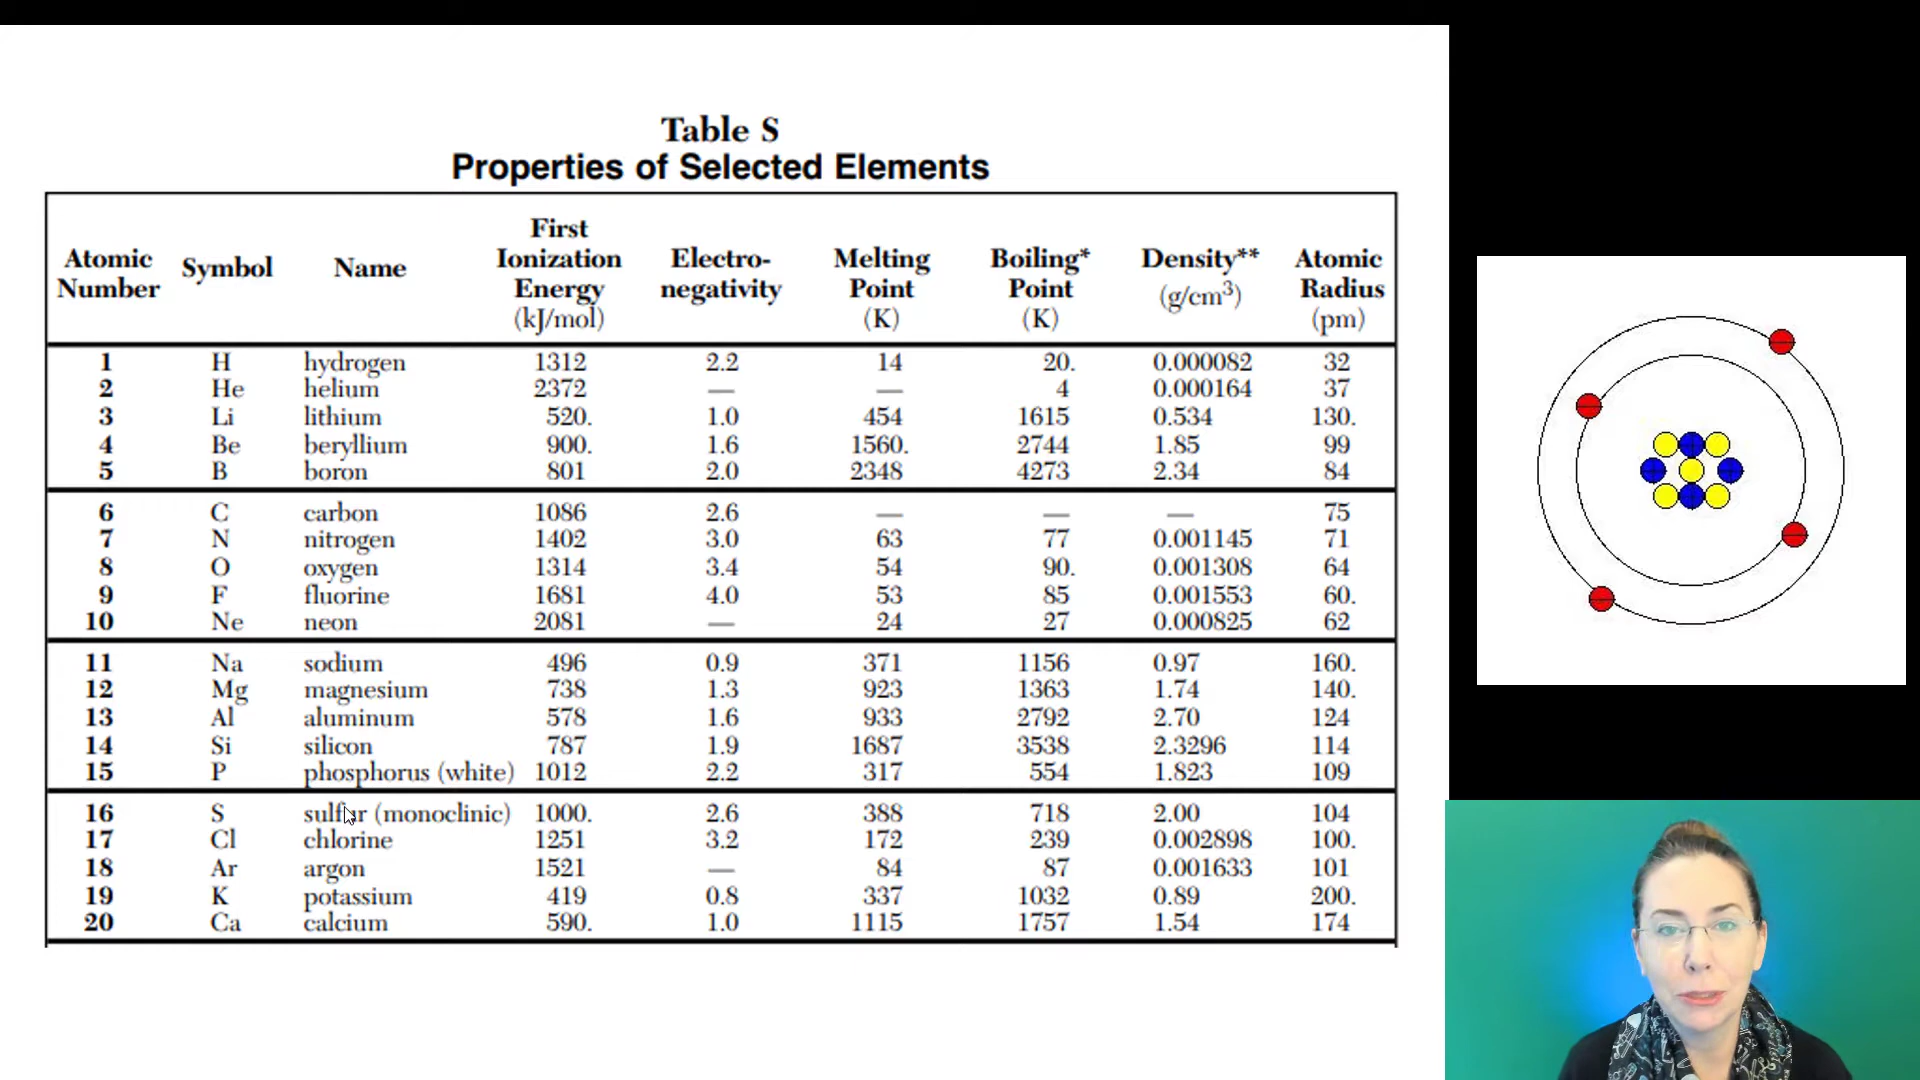 Table S
Properties of Selected Elements
Atomic Number Symbol Name First Ionization Energy (kJ/mol) Electro-negativity Melting Point (K) Boiling* Point (K) Density** (g/cm3) Atomic Radius (pm)
1 H hydrogen 1312 2.2 14 20. 0.000082 32
2 He helium 2372 — — 4 0.000164 37
3 Li lithium 520. 1.0 454 1615 0.534 130.
4 Be beryllium 900. 1.6 1560. 2744 1.85 99
5 B boron 801 2.0 2348 4273 2.34 84
6 C carbon 1086 2.6 — — — 75
7 N nitrogen 1402 3.0 63 77 0.001145 71
8 O oxygen 1314 3.4 54 90. 0.001308 64
9 F fluorine 1681 4.0 53 85 0.001553 60.
10 Ne neon 2081 — 24 27 0.000825 62
11 Na sodium 496 0.9 371 1156 0.97 160.
12 Mg magnesium 738 1.3 923 1363 1.74 140.
13 Al aluminum 578 1.6 933 2792 2.70 124
14 Si silicon 787 1.9 1687 3538 2.3296 114
15 P phosphorus (white) 1012 2.2 317 554 1.823 109
16 S sulfur (monoclinic) 1000. 2.6 388 718 2.00 104
17 Cl chlorine 1251 3.2 172 239 0.002898 100.
18 Ar argon 1521 — 84 87 0.001633 101
19 K potassium 419 0.8 337 1032 0.89 200.
20 Ca calcium 590. 1.0 1115 1757 1.54 174